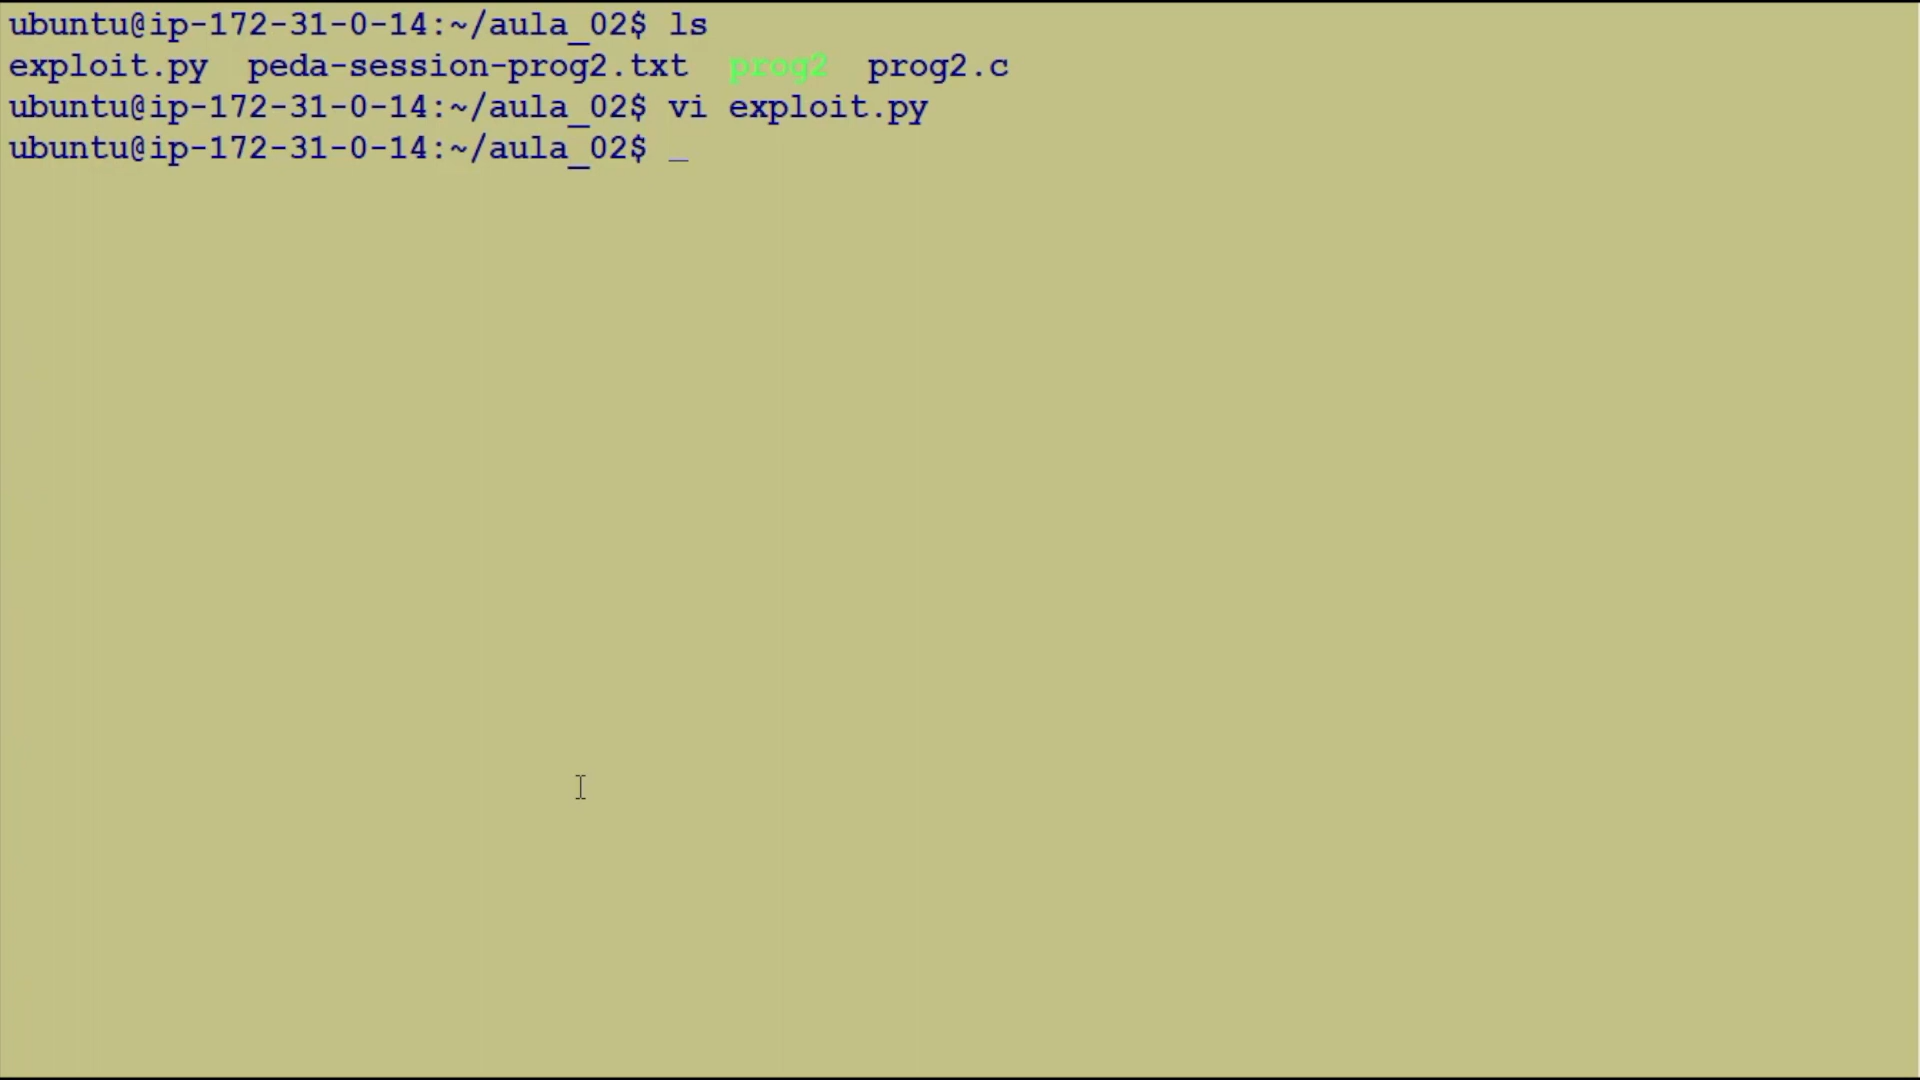 ubuntu@ip-172-31-0-14:~/aula_02$ ls
exploit.py  peda-session-prog2.txt  prog2  prog2.c
ubuntu@ip-172-31-0-14:~/aula_02$ vi exploit.py
ubuntu@ip-172-31-0-14:~/aula_02$ _